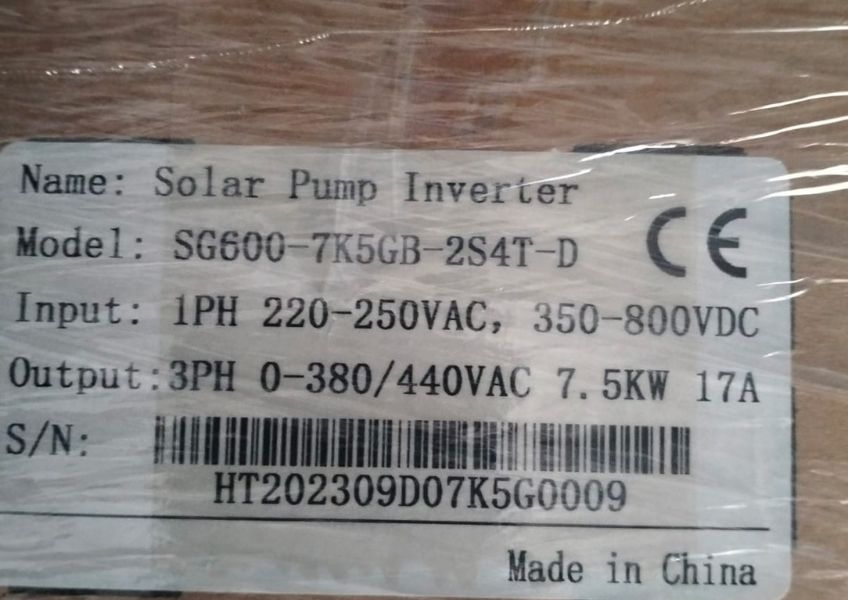 Name: Solar Pump Inverter
Model: SG600-7K5GB-2S4T-D
CE
Input: 1PH 220-250VAC, 350-800VDC
Output:3PH 0-380/440VAC 7.5KW 17A
S/N:
HT202309D07K5G0009
Made in China